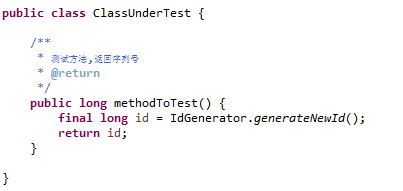 public class ClassUnderTest {
/**
* 测试方法,返回序列号
* @return
*/
public long methodToTest() {
final long id = IdGenerator.generateNewId();
return id;
}
}